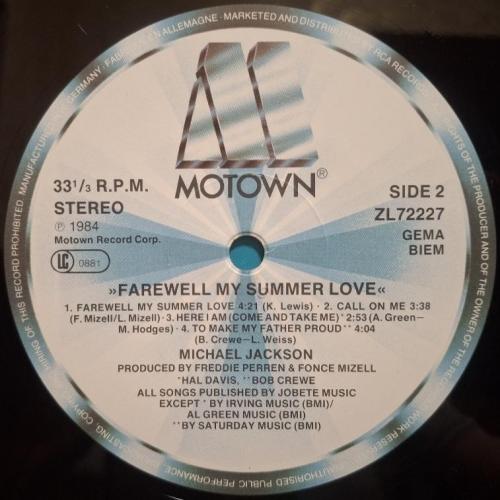 MANUFACTURED IN GERMANY · FABRIQUÉ EN ALLEMAGNE · MARKETED AND DISTRIBUTED BY RCA RECORDS
MOTOWN®
33 1/3 R.P.M.
STEREO
℗ 1984
Motown Record Corp.
LC 0881
SIDE 2
ZL72227
GEMA
BIEM
»FAREWELL MY SUMMER LOVE«
1. FAREWELL MY SUMMER LOVE 4:21 (K. Lewis) · 2. CALL ON ME 3:38
(F. Mizell/L. Mizell) · 3. HERE I AM (COME AND TAKE ME)* 2:53 (A. Green–
M. Hodges) · 4. TO MAKE MY FATHER PROUD** 4:04
(B. Crewe–L. Weiss)
MICHAEL JACKSON
PRODUCED BY FREDDIE PERREN & FONCE MIZELL
*HAL DAVIS, **BOB CREWE
ALL SONGS PUBLISHED BY JOBETE MUSIC
EXCEPT * BY IRVING MUSIC (BMI)/
AL GREEN MUSIC (BMI)
**BY SATURDAY MUSIC (BMI)
OF THE MANUFACTURER AND OF THE OWNER OF THE RECORDED WORK RESERVED
UNAUTHORISED PUBLIC PERFORMANCE
HIRING OF THIS RECORD PROHIBITED